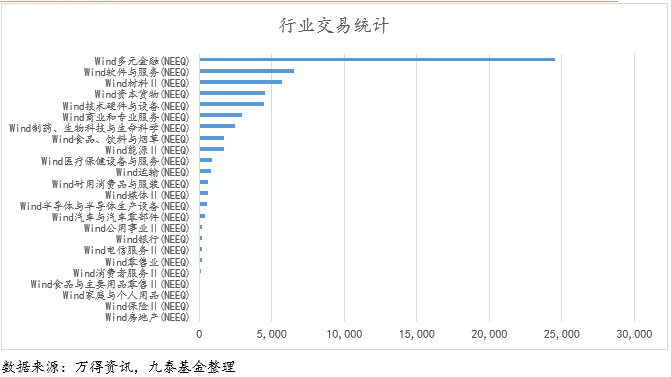 行业交易统计
Wind多元金融(NEEQ)
Wind软件与服务(NEEQ)
Wind材料Ⅱ(NEEQ)
Wind资本货物(NEEQ)
Wind技术硬件与设备(NEEQ)
Wind商业和专业服务(NEEQ)
Wind制药、生物科技与生命科学(NEEQ)
Wind食品、饮料与烟草(NEEQ)
Wind能源Ⅱ(NEEQ)
Wind医疗保健设备与服务(NEEQ)
Wind运输(NEEQ)
Wind耐用消费品与服装(NEEQ)
Wind媒体Ⅱ(NEEQ)
Wind半导体与半导体生产设备(NEEQ)
Wind汽车与汽车零部件(NEEQ)
Wind公用事业Ⅱ(NEEQ)
Wind银行(NEEQ)
Wind电信服务Ⅱ(NEEQ)
Wind零售业(NEEQ)
Wind消费者服务Ⅱ(NEEQ)
Wind食品与主要用品零售Ⅱ(NEEQ)
Wind家庭与个人用品(NEEQ)
Wind保险Ⅱ(NEEQ)
Wind房地产(NEEQ)
0 5,000 10,000 15,000 20,000 25,000 30,000
数据来源：万得资讯，九泰基金整理